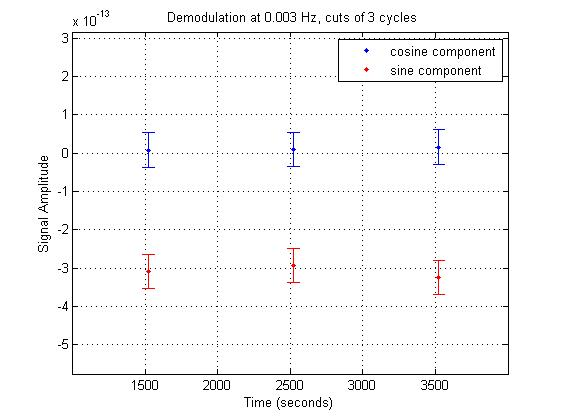 x 10^-13
Demodulation at 0.003 Hz, cuts of 3 cycles
cosine component
sine component
3
2
1
0
-1
-2
-3
-4
-5
Signal Amplitude
1500 2000 2500 3000 3500
Time (seconds)